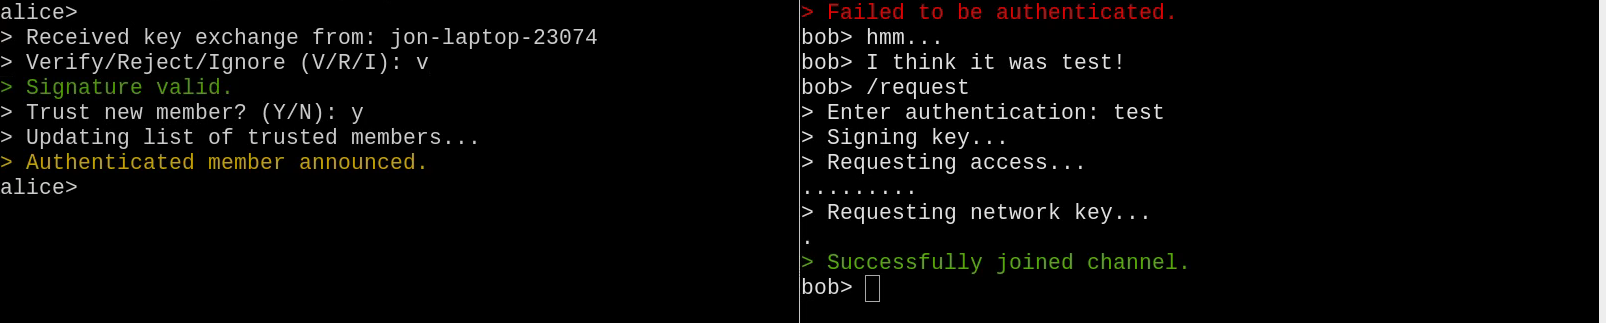 alice>
> Received key exchange from: jon-laptop-23074
> Verify/Reject/Ignore (V/R/I): v
> Signature valid.
> Trust new member? (Y/N): y
> Updating list of trusted members...
> Authenticated member announced.
alice>
> Failed to be authenticated.
bob> hmm...
bob> I think it was test!
bob> /request
> Enter authentication: test
> Signing key...
> Requesting access...
.........
> Requesting network key...
.
> Successfully joined channel.
bob>